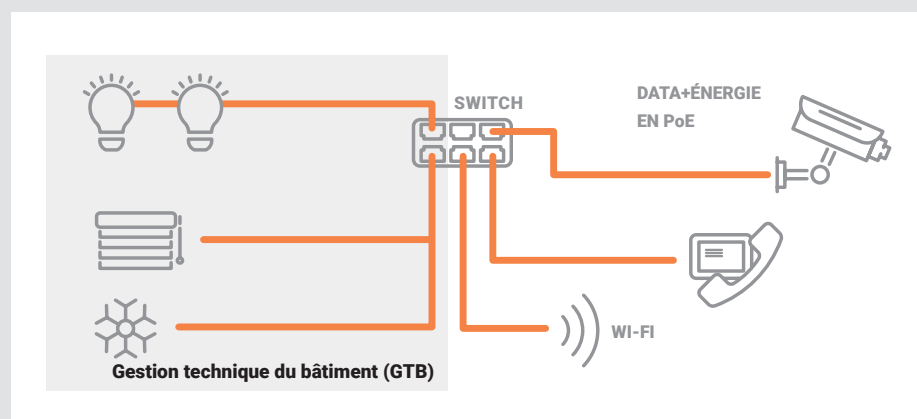 SWITCH
DATA+ÉNERGIE
EN PoE
WI-FI
Gestion technique du bâtiment (GTB)